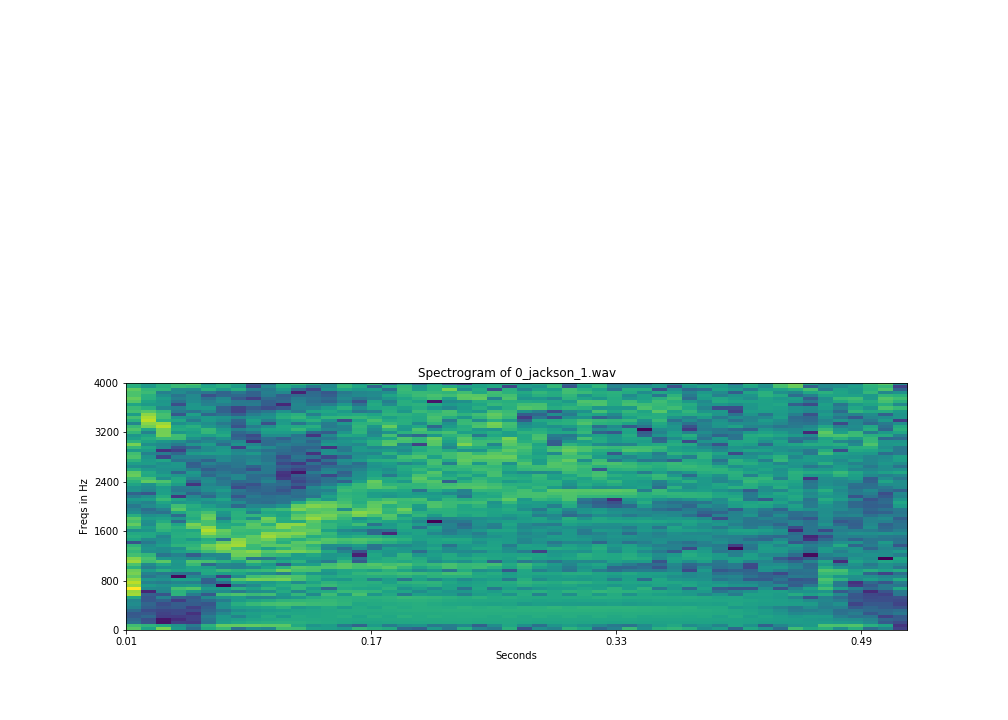 Spectrogram of 0_jackson_1.wav
4000
3200
2400
1600
800
0
Freqs in Hz
0.01 0.17 0.33 0.49
Seconds